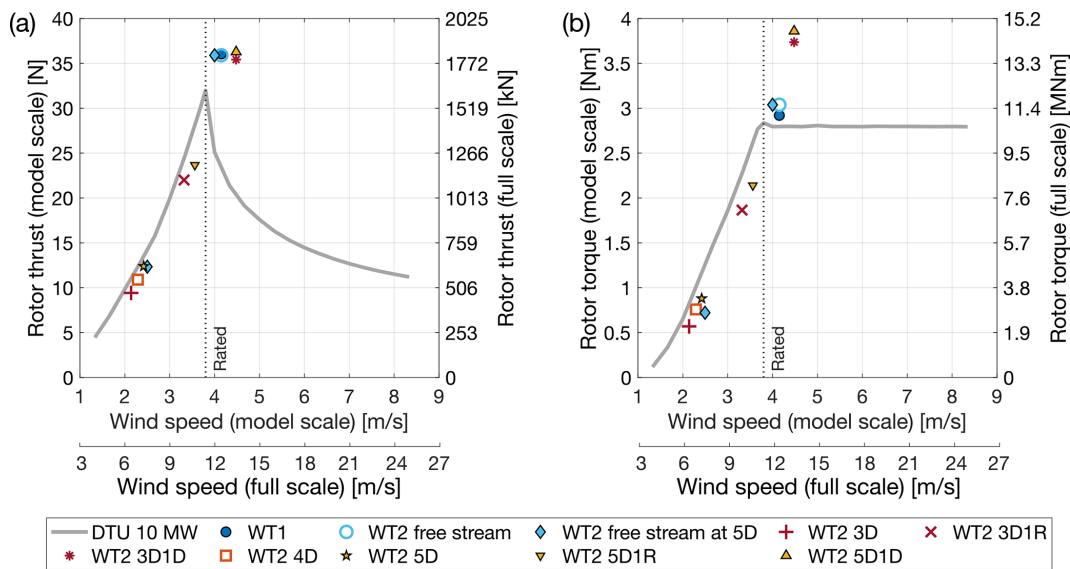 (a)
40
35
30
25
20
15
10
5
0
Rotor thrust (model scale) [N]
2025
1772
1519
1266
1013
759
506
253
0
Rotor thrust (full scale) [kN]
Rated
1 2 3 4 5 6 7 8 9
Wind speed (model scale) [m/s]
3 6 9 12 15 18 21 24 27
Wind speed (full scale) [m/s]
(b)
4
3.5
3
2.5
2
1.5
1
0.5
0
Rotor torque (model scale) [Nm]
15.2
13.3
11.4
9.5
7.6
5.7
3.8
1.9
0
Rotor torque (full scale) [MNm]
Rated
1 2 3 4 5 6 7 8 9
Wind speed (model scale) [m/s]
3 6 9 12 15 18 21 24 27
Wind speed (full scale) [m/s]
DTU 10 MW WT1 WT2 free stream WT2 free stream at 5D WT2 3D WT2 3D1R
WT2 3D1D WT2 4D WT2 5D WT2 5D1R WT2 5D1D